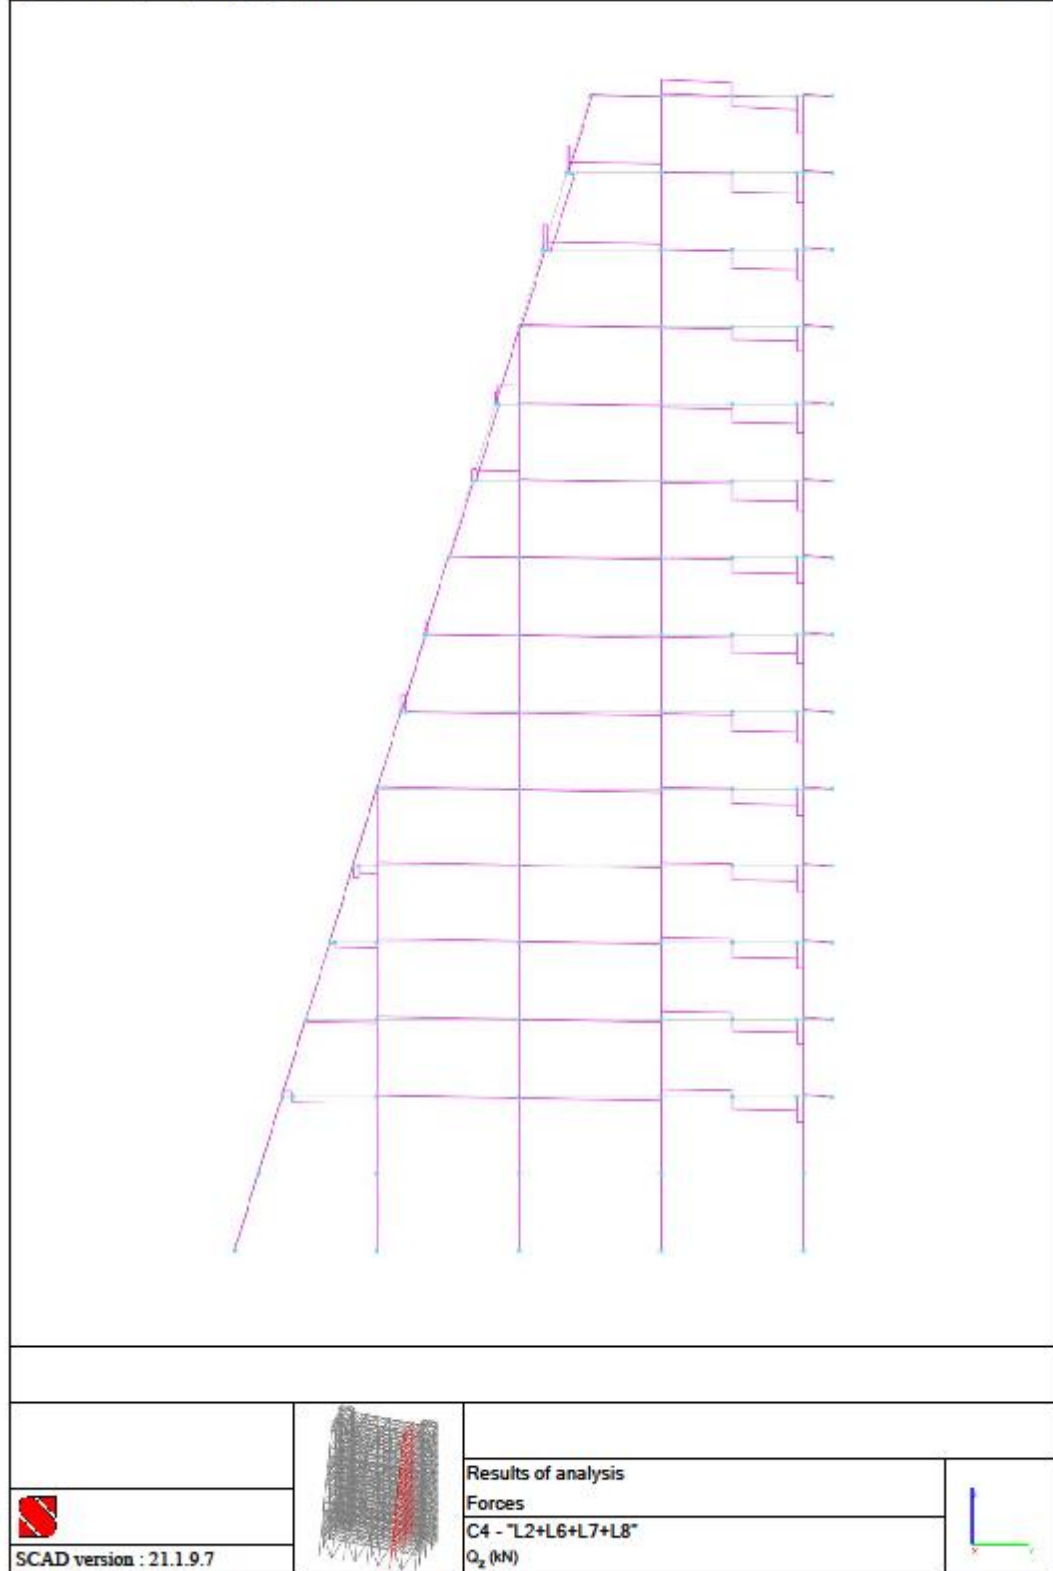 Results of analysis
Forces
C4 - "L2+L6+L7+L8"
Qz (kN)
SCAD version : 21.1.9.7